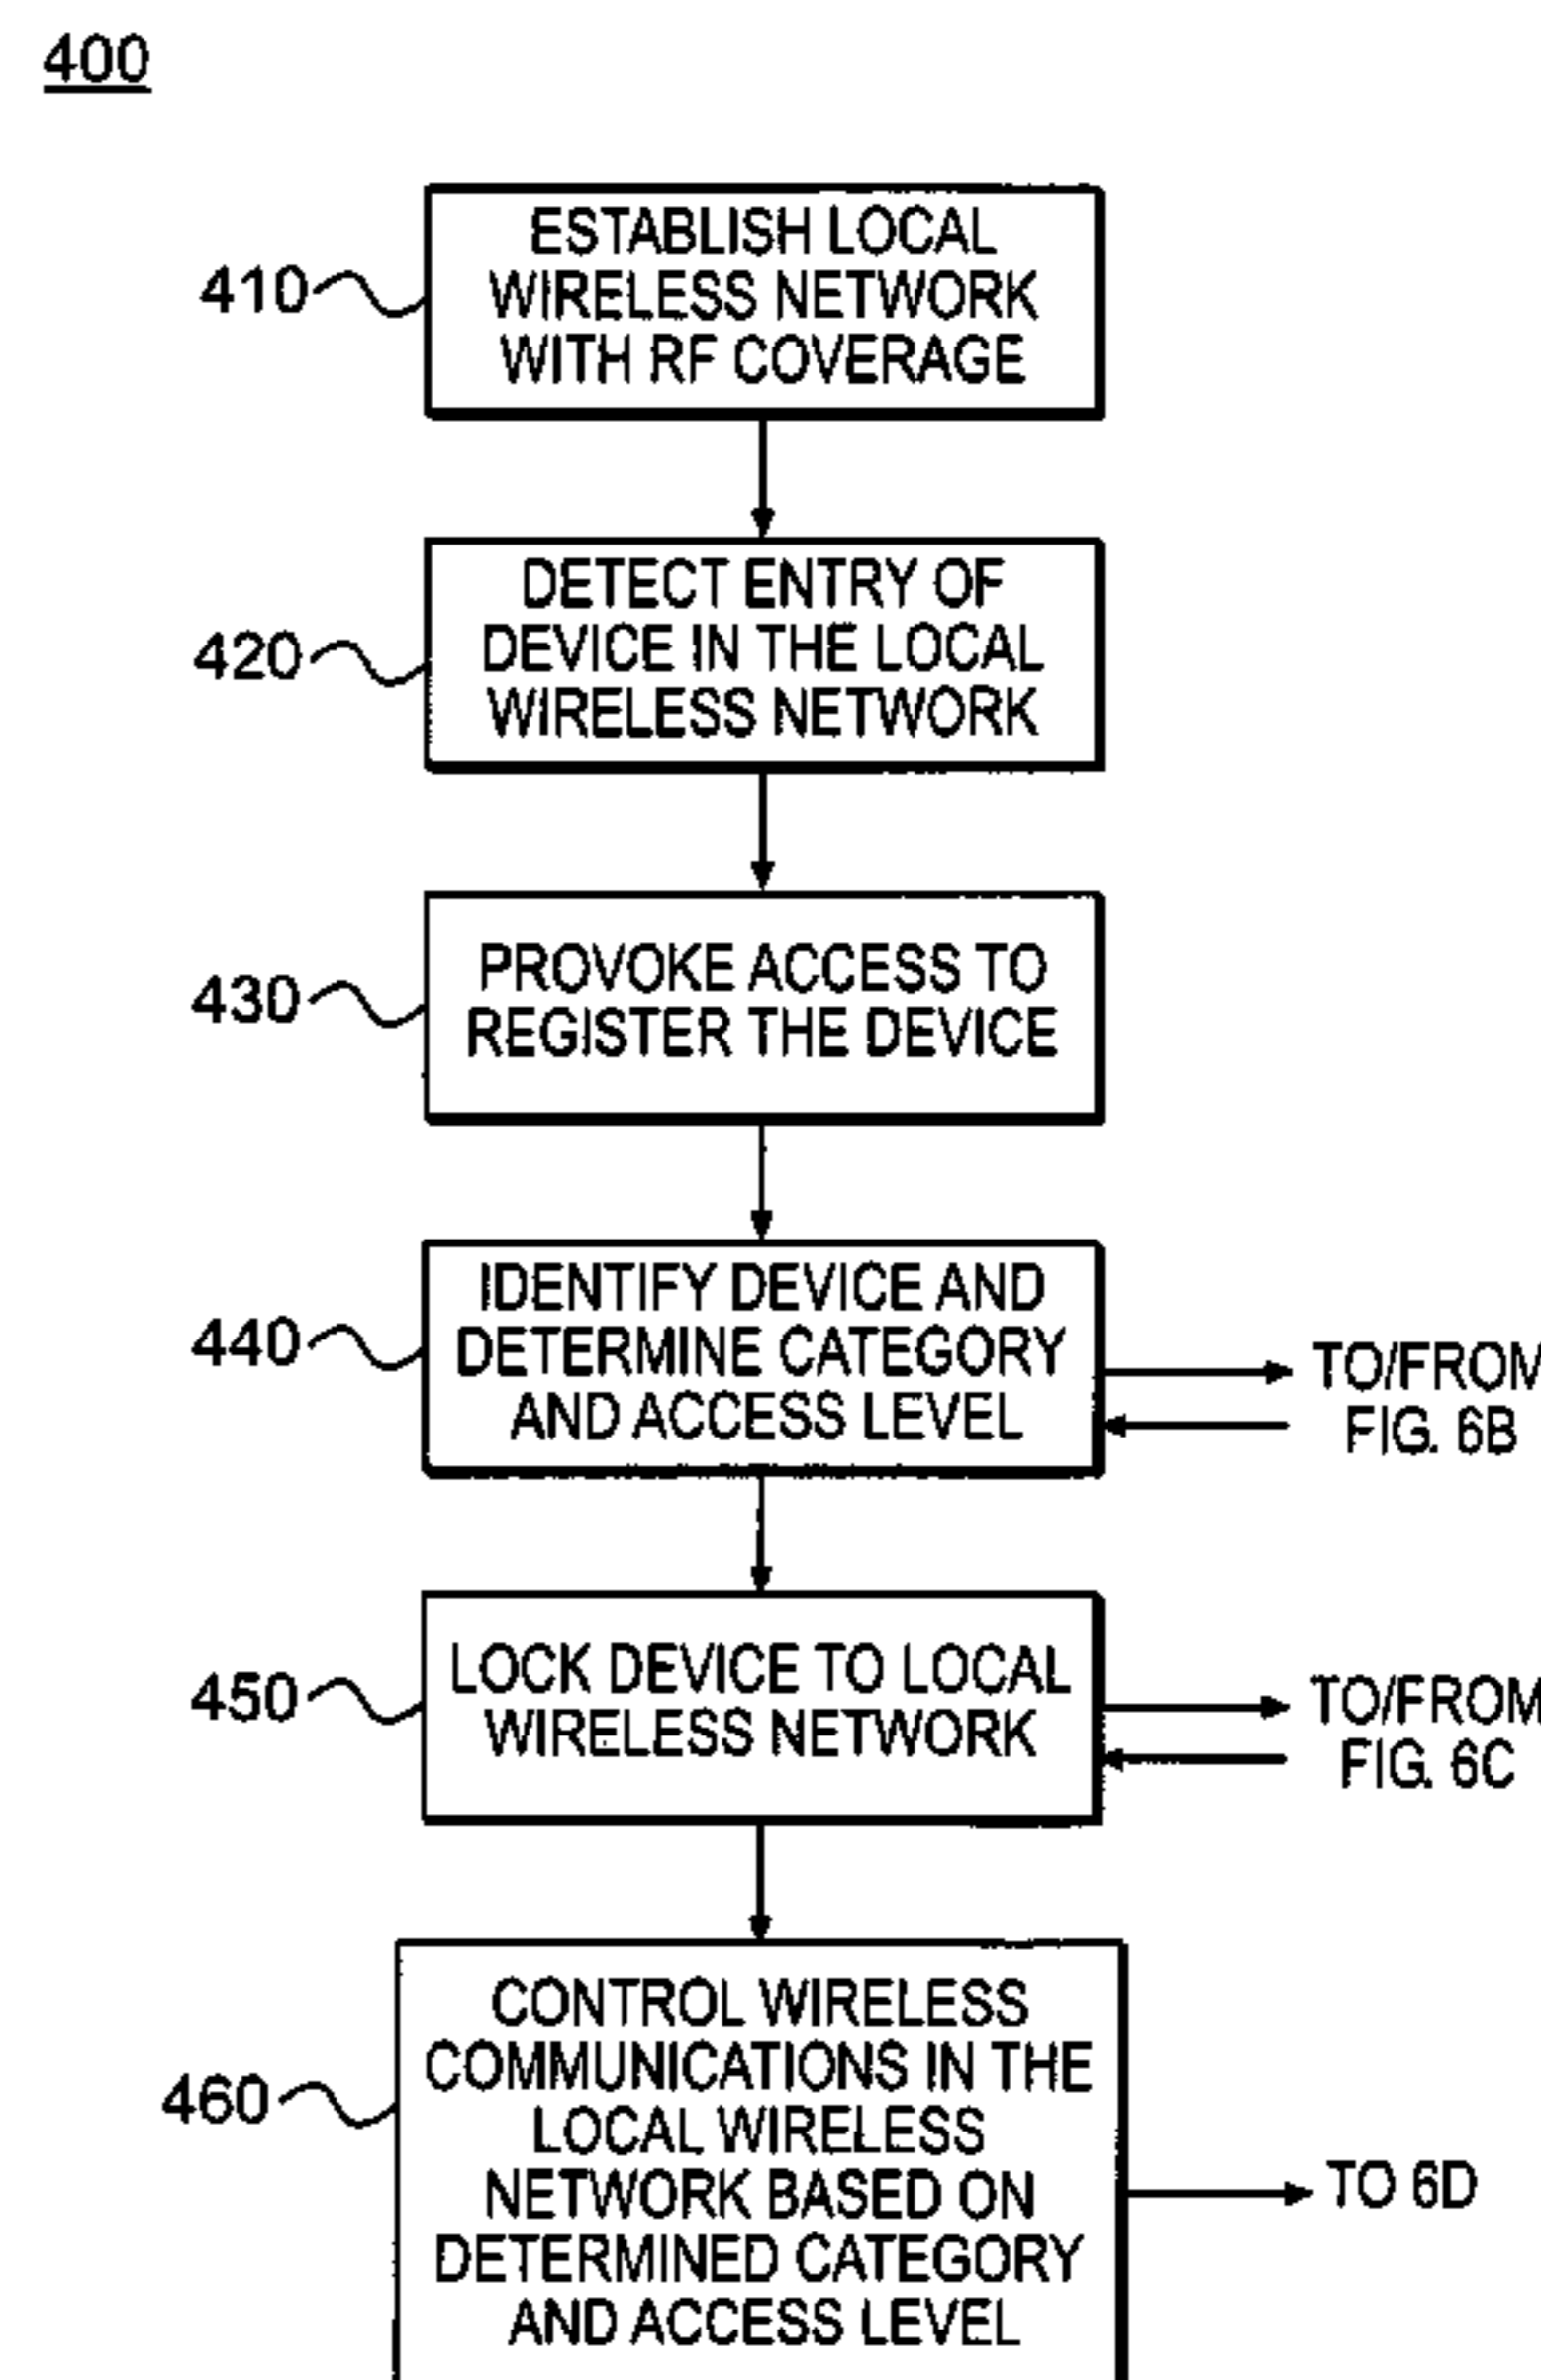 400
410
ESTABLISH LOCAL
WIRELESS NETWORK
WITH RF COVERAGE
420
DETECT ENTRY OF
DEVICE IN THE LOCAL
WIRELESS NETWORK
430
PROVOKE ACCESS TO
REGISTER THE DEVICE
440
IDENTIFY DEVICE AND
DETERMINE CATEGORY
AND ACCESS LEVEL
TO/FROM
FIG. 6B
450
LOCK DEVICE TO LOCAL
WIRELESS NETWORK
TO/FROM
FIG. 6C
460
CONTROL WIRELESS
COMMUNICATIONS IN THE
LOCAL WIRELESS
NETWORK BASED ON
DETERMINED CATEGORY
AND ACCESS LEVEL
TO 6D